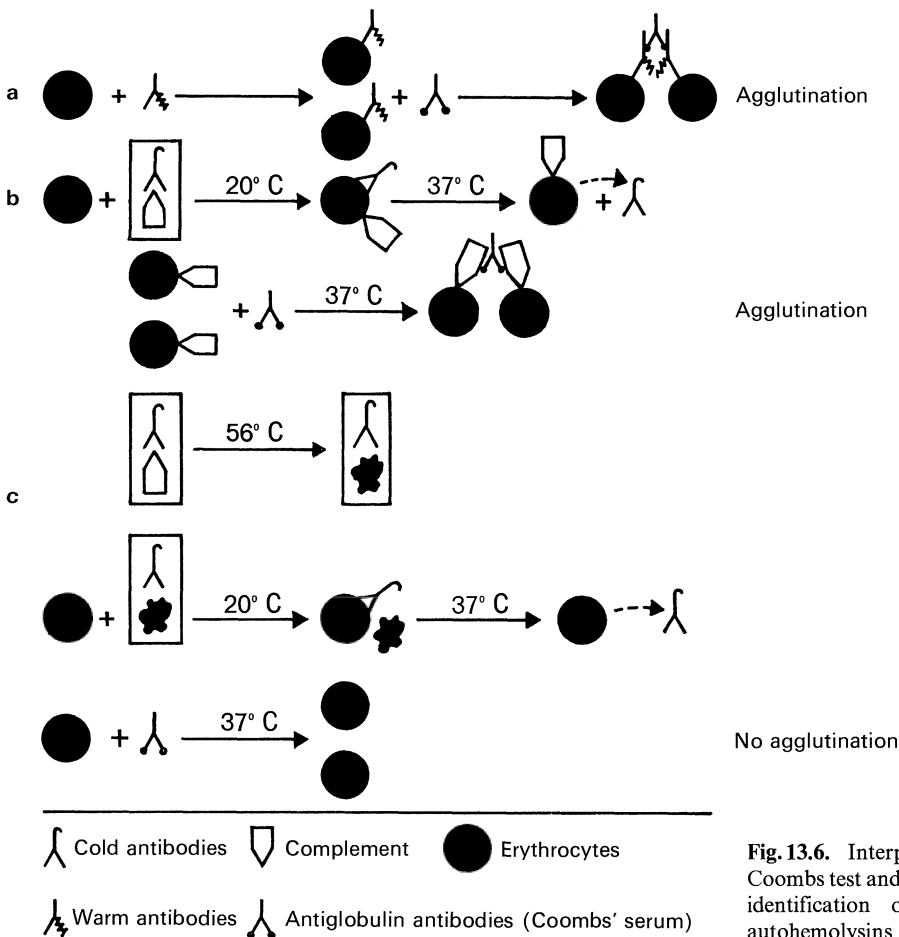 a + + Agglutination
b + 20° C 37° C +
+ 37° C Agglutination
56° C
c
+ 20° C 37° C
+ 37° C No agglutination
Cold antibodies Complement Erythrocytes
Warm antibodies Antiglobulin antibodies (Coombs' serum)
Fig. 13.6. Interp
Coombs test and
identification o
autohemolysins